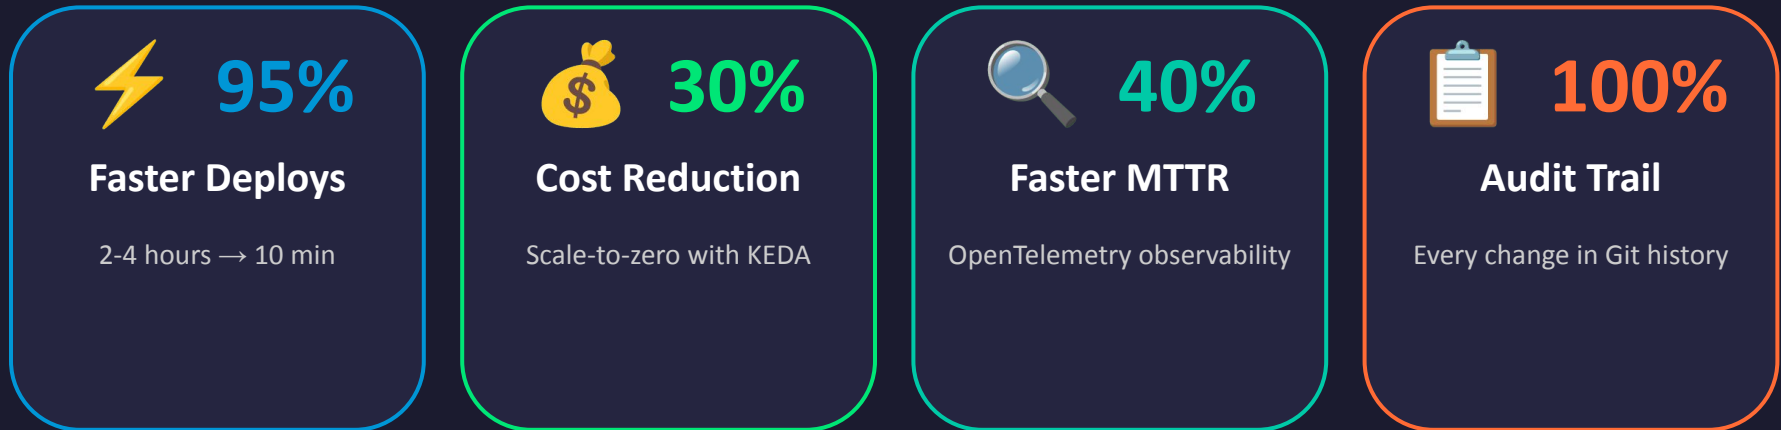 95%
Faster Deploys
2-4 hours → 10 min
30%
Cost Reduction
Scale-to-zero with KEDA
40%
Faster MTTR
OpenTelemetry observability
100%
Audit Trail
Every change in Git history